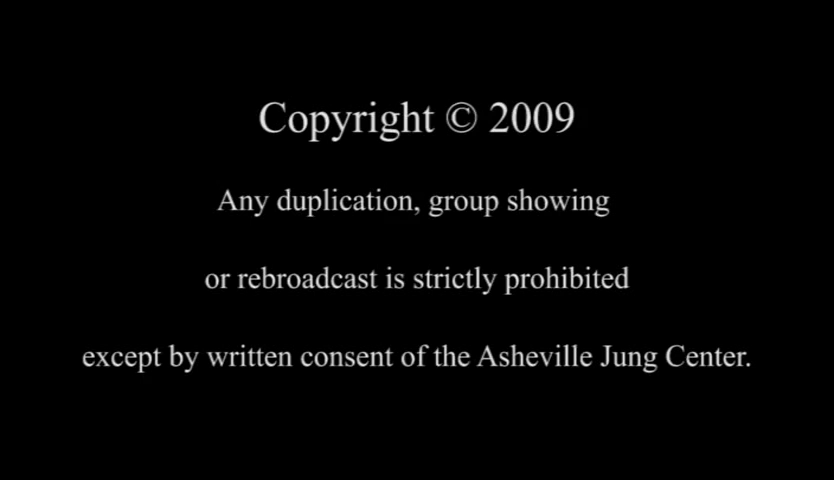 Copyright © 2009
Any duplication, group showing
or rebroadcast is strictly prohibited
except by written consent of the Asheville Jung Center.